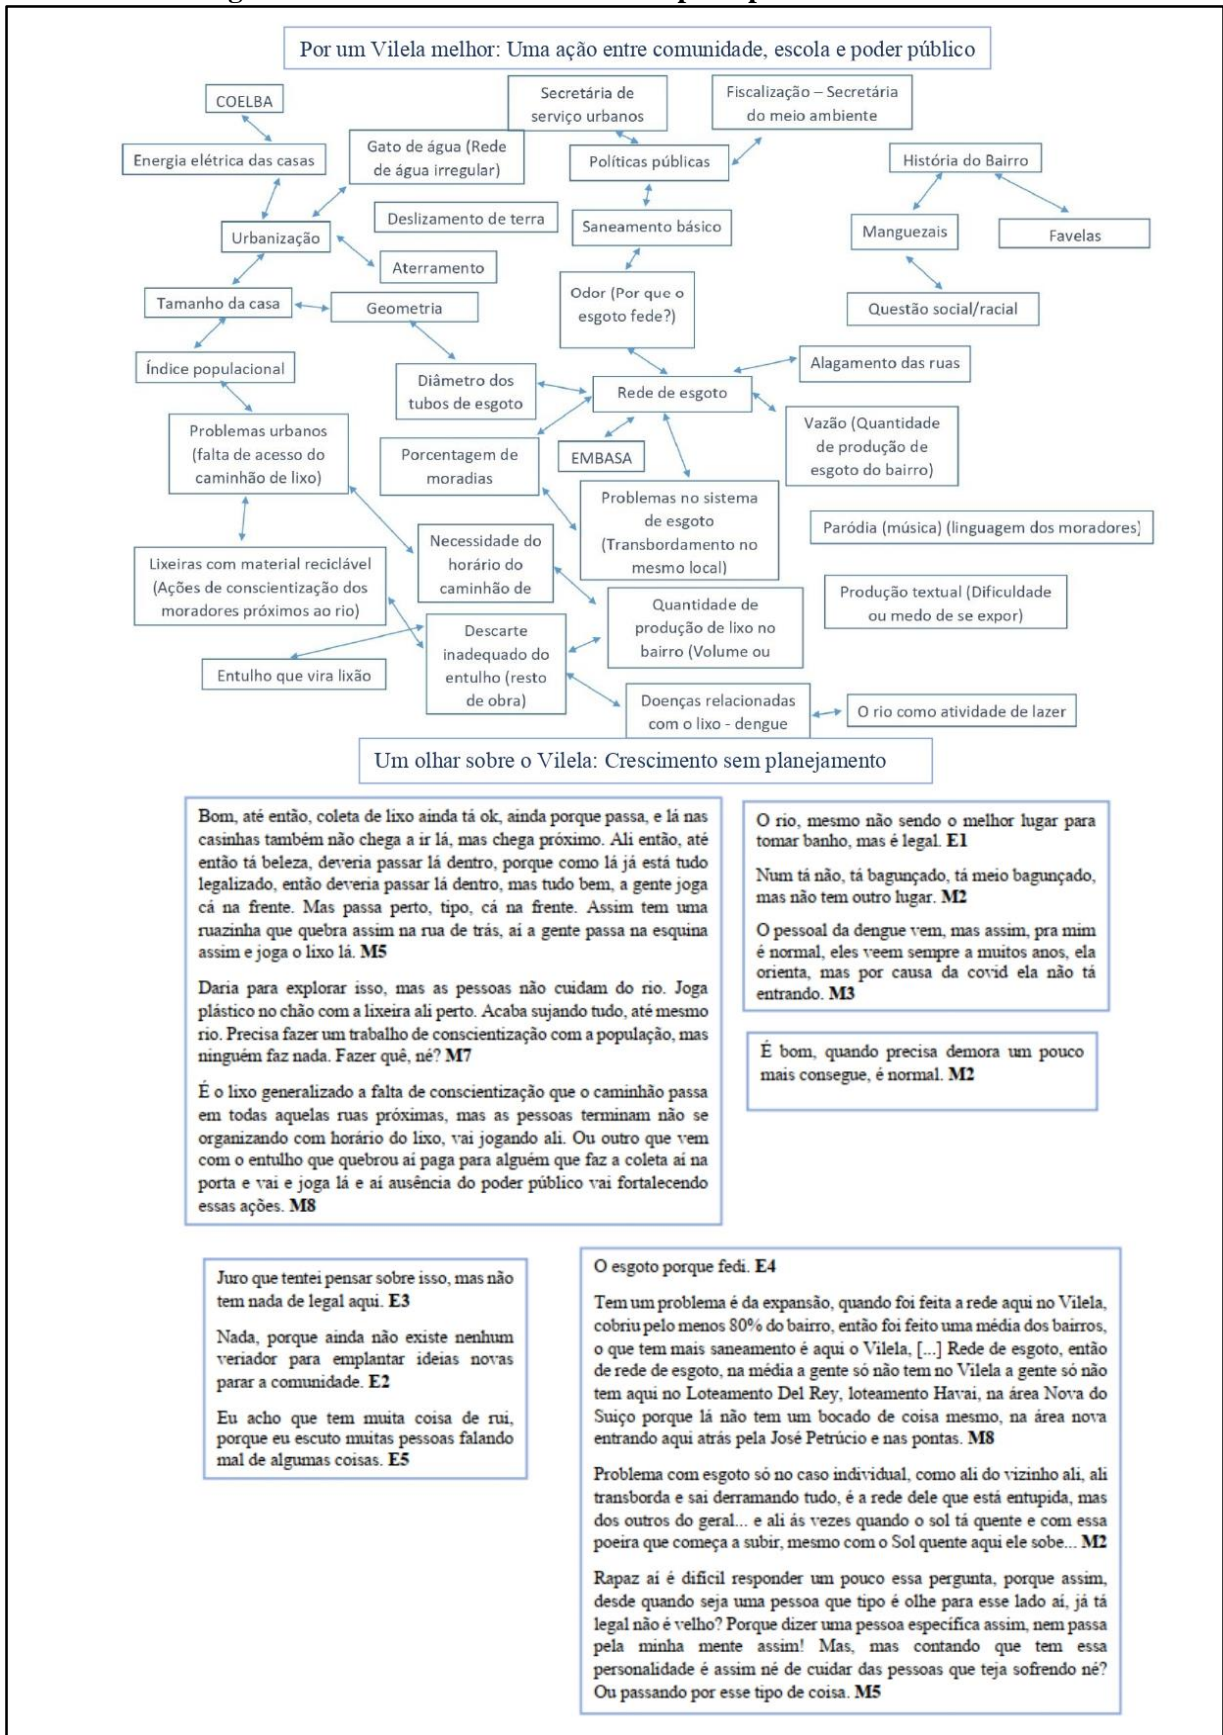 Por um Vilela melhor: Uma ação entre comunidade, escola e poder público
COELBA
Secretária de
serviço urbanos
Fiscalização – Secretária
do meio ambiente
Energia elétrica das casas
Gato de água (Rede
de água irregular)
Políticas públicas
História do Bairro
Deslizamento de terra
Urbanização
Saneamento básico
Manguezais
Favelas
Aterramento
Tamanho da casa
Geometria
Odor (Por que o
esgoto fede?)
Questão social/racial
Índice populacional
Diâmetro dos
tubos de esgoto
Rede de esgoto
Alagamento das ruas
Problemas urbanos
(falta de acesso do
caminhão de lixo)
Porcentagem de
moradias
EMBASA
Vazão (Quantidade
de produção de
esgoto do bairro)
Problemas no sistema
de esgoto
(Transbordamento no
mesmo local)
Paródia (música) (linguagem dos moradores)
Lixeiras com material reciclável
(Ações de conscientização dos
moradores próximos ao rio)
Necessidade do
horário do
caminhão de
Quantidade de
produção de lixo no
bairro (Volume ou
Produção textual (Dificuldade
ou medo de se expor)
Entulho que vira lixão
Descarte
inadequado do
entulho (resto
de obra)
Doenças relacionadas
com o lixo - dengue
O rio como atividade de lazer
Um olhar sobre o Vilela: Crescimento sem planejamento
Bom, até então, coleta de lixo ainda tá ok, ainda porque passa, e lá nas
casinhas também não chega a ir lá, mas chega próximo. Ali então, até
então tá beleza, deveria passar lá dentro, porque como lá já está tudo
legalizado, então deveria passar lá dentro, mas tudo bem, a gente joga
cá na frente. Mas passa perto, tipo, cá na frente. Assim tem uma
ruazinha que quebra assim na rua de trás, aí a gente passa na esquina
assim e joga o lixo lá. M5
Daria para explorar isso, mas as pessoas não cuidam do rio. Joga
plástico no chão com a lixeira ali perto. Acaba sujando tudo, até mesmo
rio. Precisa fazer um trabalho de conscientização com a população, mas
ninguém faz nada. Fazer quê, né? M7
É o lixo generalizado a falta de conscientização que o caminhão passa
em todas aquelas ruas próximas, mas as pessoas terminam não se
organizando com horário do lixo, vai jogando ali. Ou outro que vem
com o entulho que quebrou aí paga para alguém que faz a coleta aí na
porta e vai e joga lá e aí ausência do poder público vai fortalecendo
essas ações. M8
O rio, mesmo não sendo o melhor lugar para
tomar banho, mas é legal. E1
Num tá não, tá bagunçado, tá meio bagunçado,
mas não tem outro lugar. M2
O pessoal da dengue vem, mas assim, pra mim
é normal, eles veem sempre a muitos anos, ela
orienta, mas por causa da covid ela não tá
entrando. M3
É bom, quando precisa demora um pouco
mais consegue, é normal. M2
Juro que tentei pensar sobre isso, mas não
tem nada de legal aqui. E3
Nada, porque ainda não existe nenhum
veriador para emplantar ideias novas
parar a comunidade. E2
Eu acho que tem muita coisa de rui,
porque eu escuto muitas pessoas falando
mal de algumas coisas. E5
O esgoto porque fedi. E4
Tem um problema é da expansão, quando foi feita a rede aqui no Vilela,
cobriu pelo menos 80% do bairro, então foi feito uma média dos bairros,
o que tem mais saneamento é aqui o Vilela, [...] Rede de esgoto, então
de rede de esgoto, na média a gente só não tem no Vilela a gente só não
tem aqui no Loteamento Del Rey, loteamento Havai, na área Nova do
Suiço porque lá não tem um bocado de coisa mesmo, na área nova
entrando aqui atrás pela José Petrúcio e nas pontas. M8
Problema com esgoto só no caso individual, como ali do vizinho ali, ali
transborda e sai derramando tudo, é a rede dele que está entupida, mas
dos outros do geral... e ali ás vezes quando o sol tá quente e com essa
poeira que começa a subir, mesmo com o Sol quente aqui ele sobe... M2
Rapaz aí é difícil responder um pouco essa pergunta, porque assim,
desde quando seja uma pessoa que tipo é olhe para esse lado aí, já tá
legal não é velho? Porque dizer uma pessoa específica assim, nem passa
pela minha mente assim! Mas, mas contando que tem essa
personalidade é assim né de cuidar das pessoas que teja sofrendo né?
Ou passando por esse tipo de coisa. M5